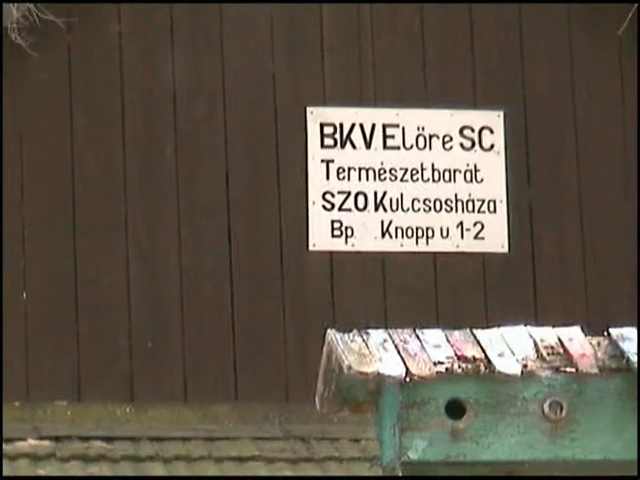 BKV. Előre SC.
Természetbarát
SZO. Kulcsosháza
Bp. Knopp u. 1-2